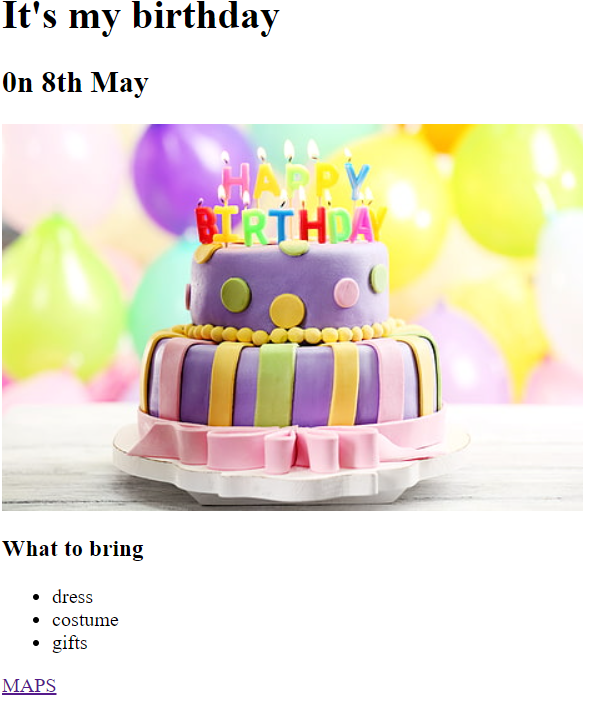 It's my birthday
0n 8th May
HAPPY
BIRTHDAY
What to bring
dress
costume
gifts
MAPS